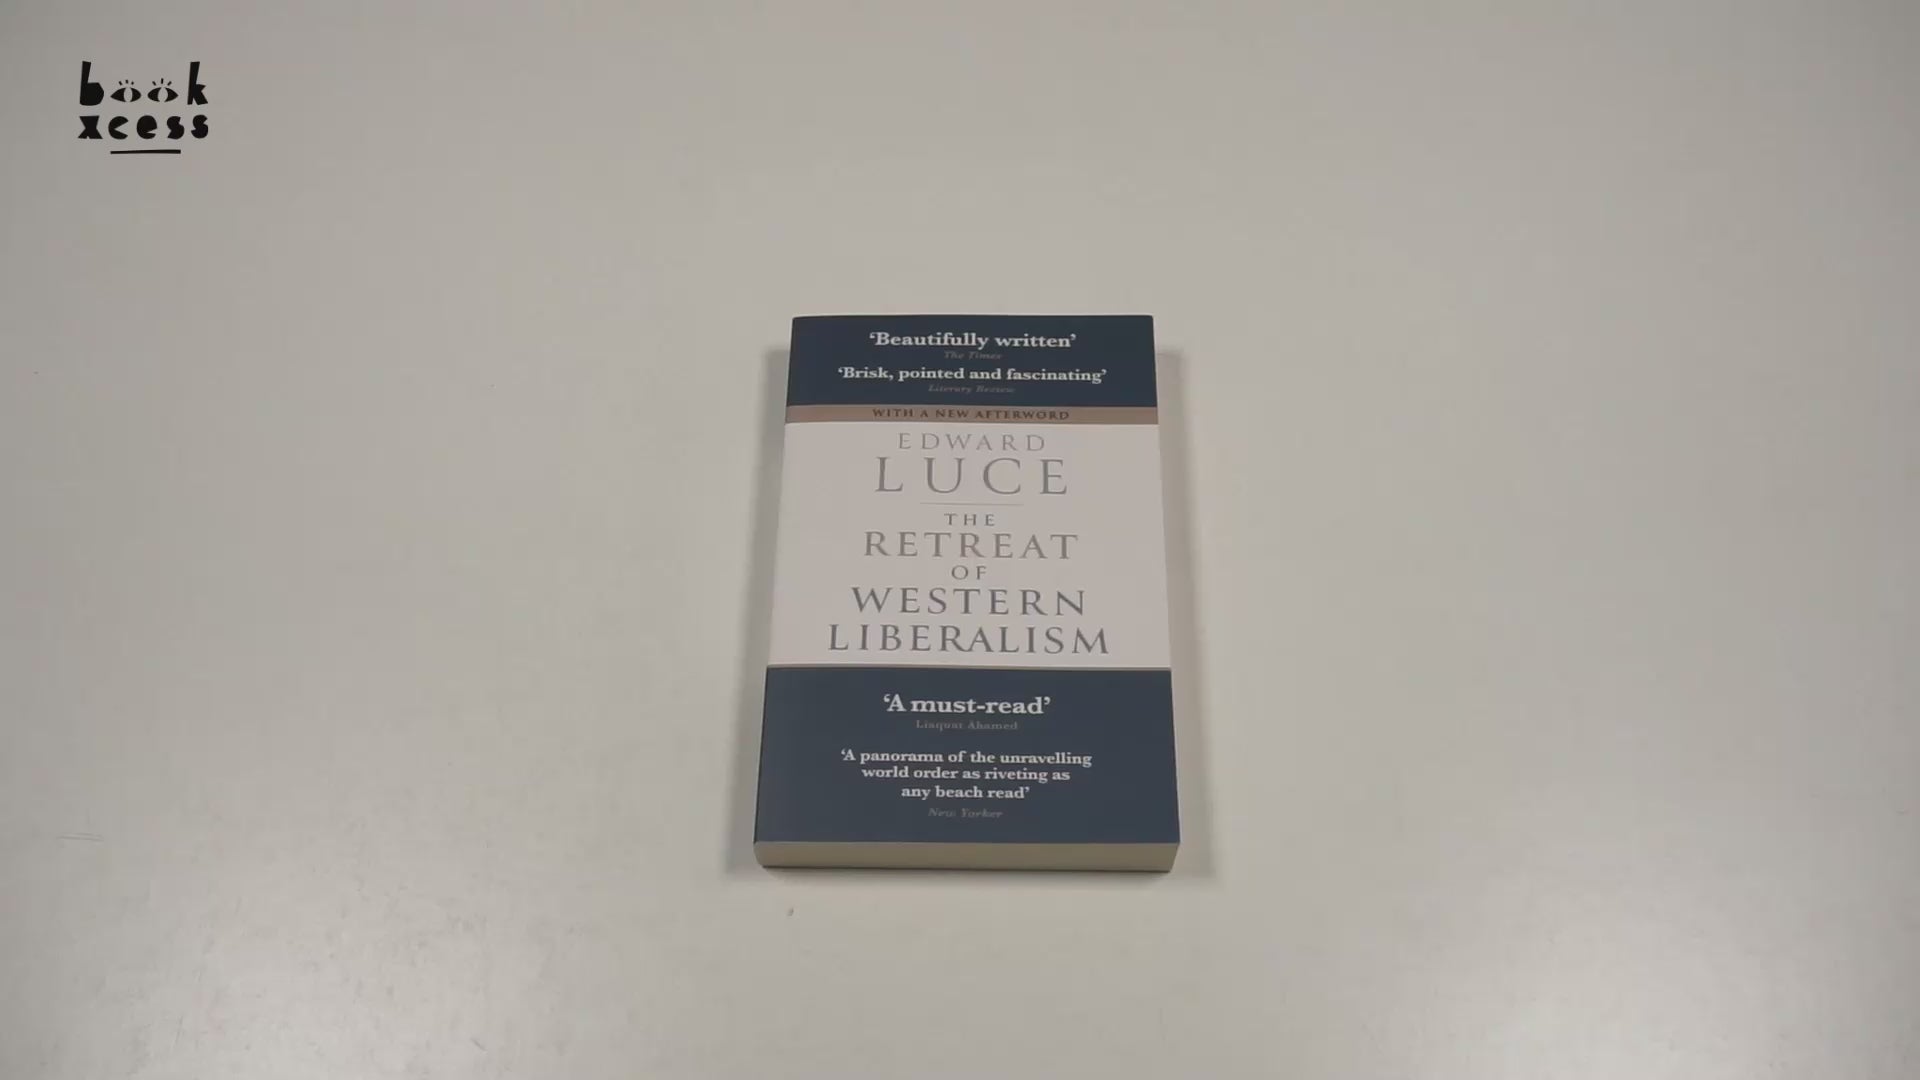 book
xcess
‘Beautifully written’
The Times
‘Brisk, pointed and fascinating’
Literary Review
WITH A NEW AFTERWORD
EDWARD
LUCE
THE
RETREAT
OF
WESTERN
LIBERALISM
‘A must-read’
Liaquat Ahamed
‘A panorama of the unravelling
world order as riveting as
any beach read’
New Yorker